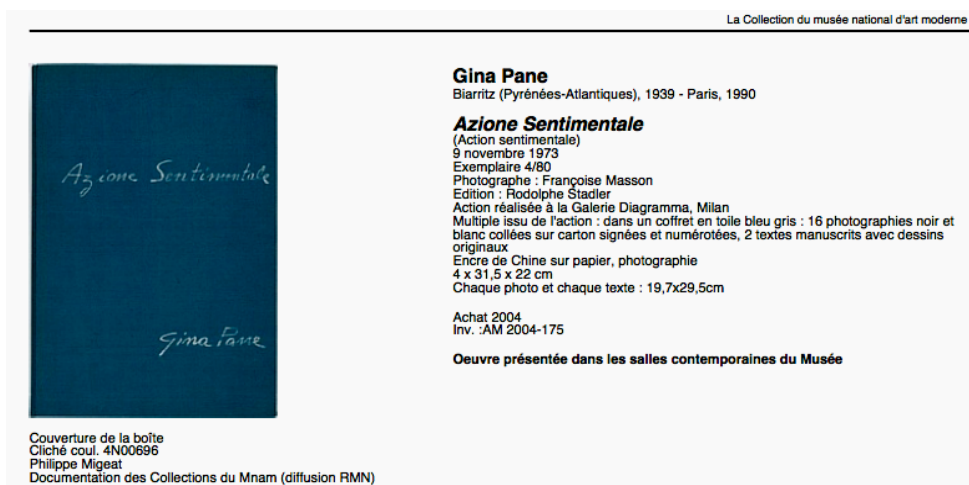 La Collection du musée national d'art moderne
Azione Sentimentale
Gina Pane
Couverture de la boîte
Cliché coul. 4N00696
Philippe Migeat
Documentation des Collections du Mnam (diffusion RMN)
Gina Pane
Biarritz (Pyrénées-Atlantiques), 1939 - Paris, 1990
Azione Sentimentale
(Action sentimentale)
9 novembre 1973
Exemplaire 4/80
Photographe : Françoise Masson
Edition : Rodolphe Stadler
Action réalisée à la Galerie Diagramma, Milan
Multiple issu de l'action : dans un coffret en toile bleu gris : 16 photographies noir et
blanc collées sur carton signées et numérotées, 2 textes manuscrits avec dessins
originaux
Encre de Chine sur papier, photographie
4 x 31,5 x 22 cm
Chaque photo et chaque texte : 19,7x29,5cm
Achat 2004
Inv. :AM 2004-175
Oeuvre présentée dans les salles contemporaines du Musée